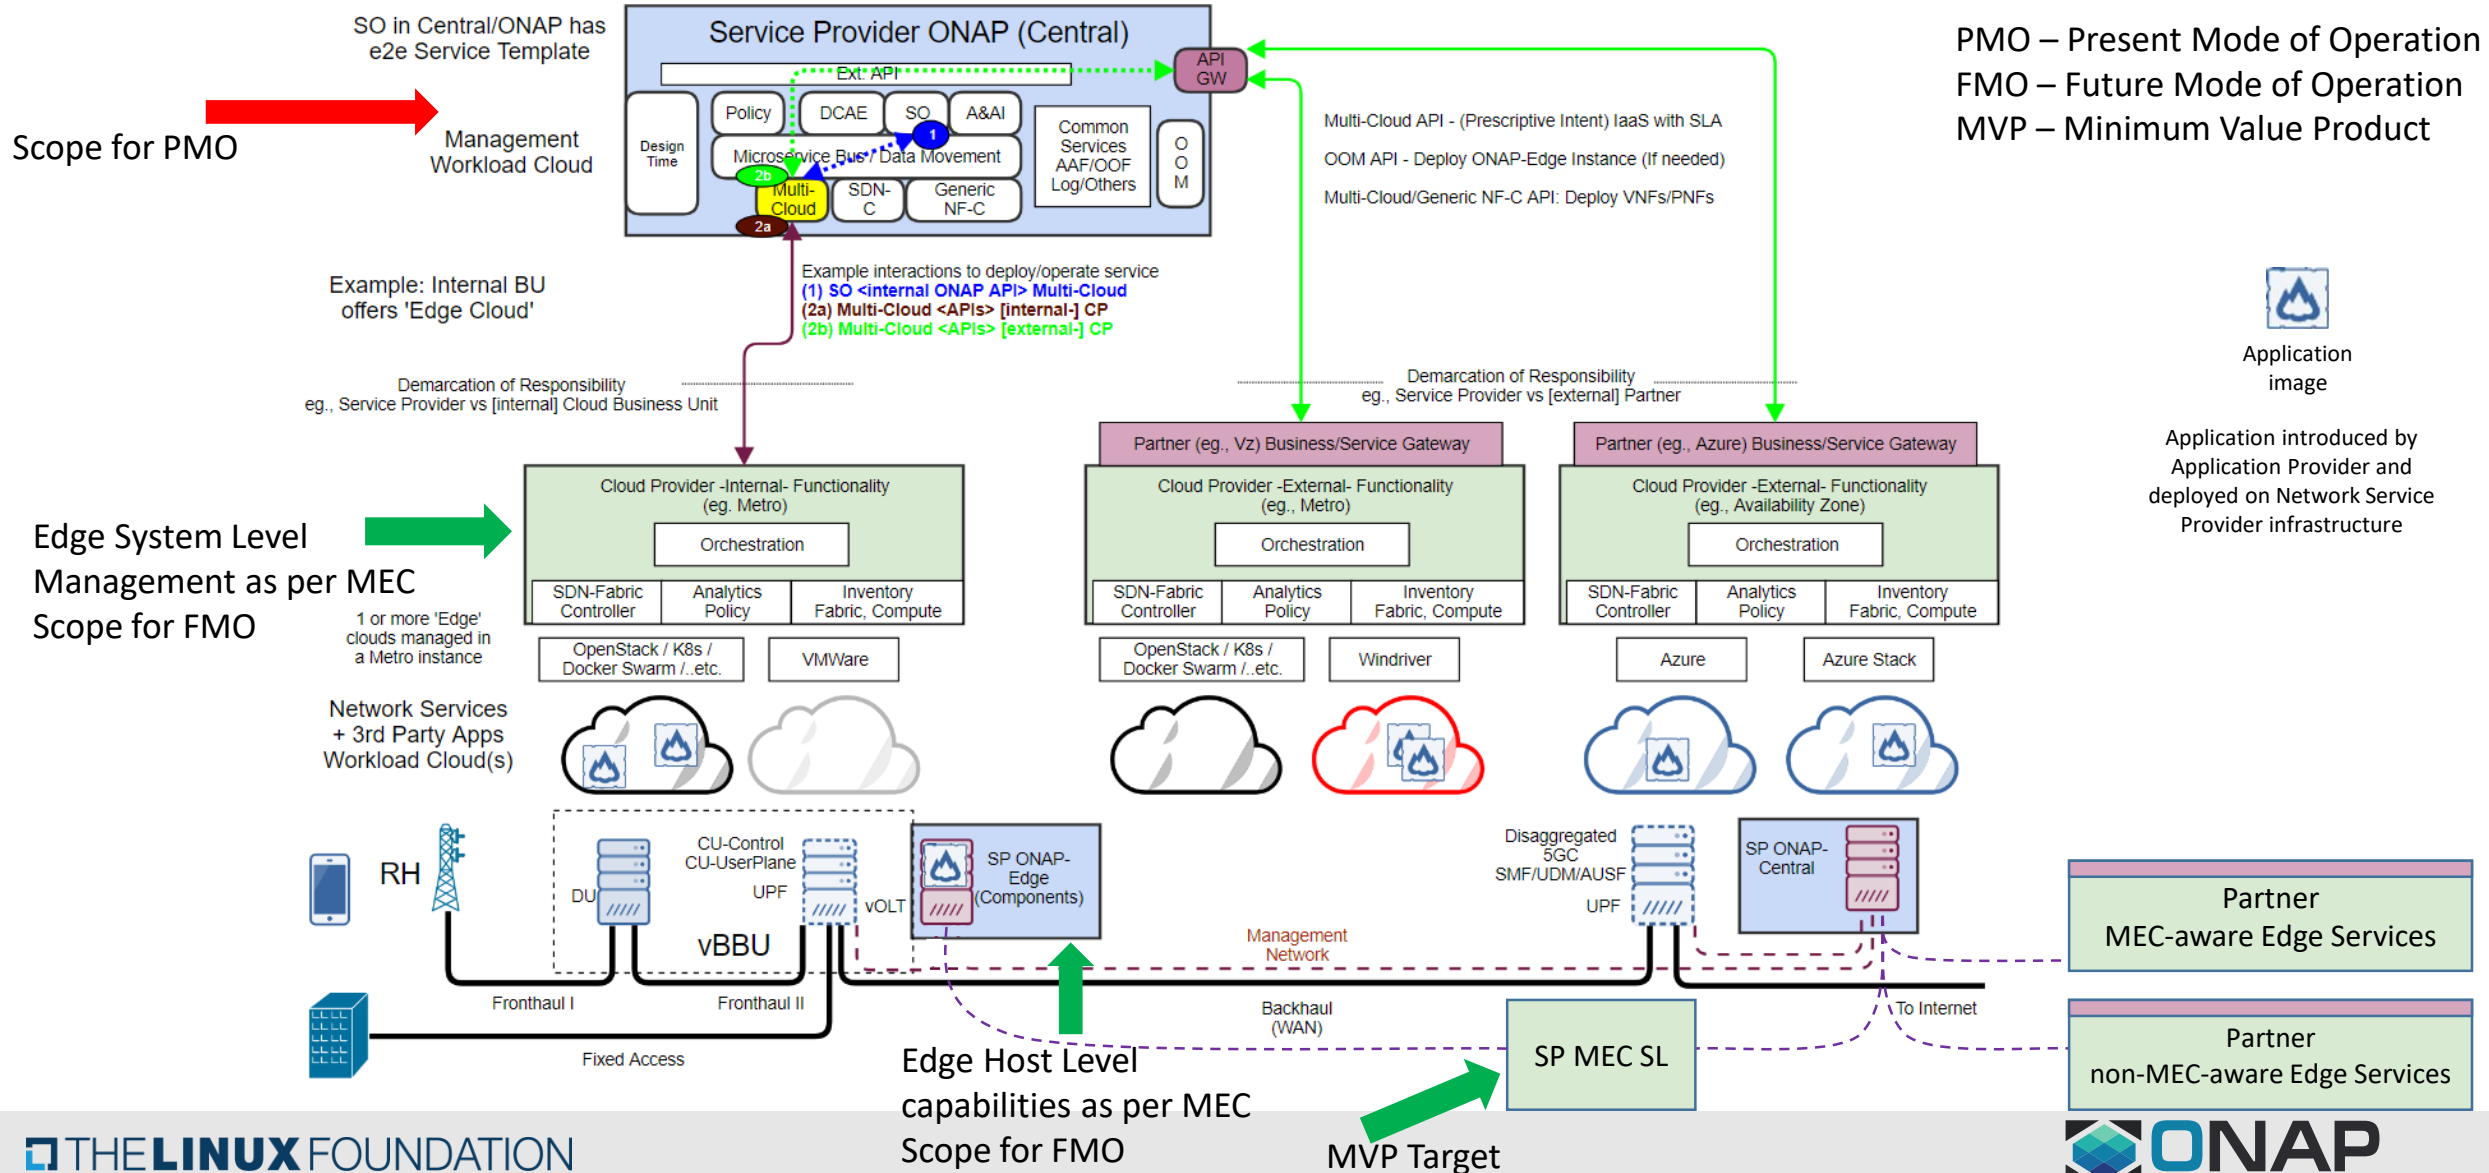 SO in Central/ONAP has
e2e Service Template
Scope for PMO
Management
Workload Cloud
Service Provider ONAP (Central)
Ext. API
API
GW
Design
Time
Policy
DCAE
SO
A&AI
1
Microservice Bus / Data Movement
2b
Multi-
Cloud
2a
SDN-
C
Generic
NF-C
Common
Services
AAF/OOF
Log/Others
O
O
M
PMO – Present Mode of Operation
FMO – Future Mode of Operation
MVP – Minimum Value Product
Multi-Cloud API - (Prescriptive Intent) IaaS with SLA
OOM API - Deploy ONAP-Edge Instance (If needed)
Multi-Cloud/Generic NF-C API: Deploy VNFs/PNFs
Example: Internal BU
offers 'Edge Cloud'
Example interactions to deploy/operate service
(1) SO <internal ONAP API> Multi-Cloud
(2a) Multi-Cloud <APIs> [internal-] CP
(2b) Multi-Cloud <APIs> [external-] CP
Application
image
Application introduced by
Application Provider and
deployed on Network Service
Provider infrastructure
Demarcation of Responsibility
eg., Service Provider vs [internal] Cloud Business Unit
Demarcation of Responsibility
eg., Service Provider vs [external] Partner
Edge System Level
Management as per MEC
Scope for FMO
1 or more 'Edge'
clouds managed in
a Metro instance
Cloud Provider -Internal- Functionality
(eg. Metro)
Orchestration
SDN-Fabric
Controller
Analytics
Policy
Inventory
Fabric, Compute
OpenStack / K8s /
Docker Swarm /..etc.
VMWare
Partner (eg., Vz) Business/Service Gateway
Cloud Provider -External- Functionality
(eg., Metro)
Orchestration
SDN-Fabric
Controller
Analytics
Policy
Inventory
Fabric, Compute
OpenStack / K8s /
Docker Swarm /..etc.
Windriver
Partner (eg., Azure) Business/Service Gateway
Cloud Provider -External- Functionality
(eg., Availability Zone)
Orchestration
SDN-Fabric
Controller
Analytics
Policy
Inventory
Fabric, Compute
Azure
Azure Stack
Network Services
+ 3rd Party Apps
Workload Cloud(s)
RH
DU
CU-Control
CU-UserPlane
UPF
vOLT
vBBU
SP ONAP-
Edge
(Components)
Disaggregated
5GC
SMF/UDM/AUSF
UPF
SP ONAP-
Central
Management
Network
Fronthaul I
Fronthaul II
Backhaul
(WAN)
To Internet
Fixed Access
Partner
MEC-aware Edge Services
Partner
non-MEC-aware Edge Services
SP MEC SL
Edge Host Level
capabilities as per MEC
Scope for FMO
MVP Target
THE LINUX FOUNDATION
ONAP